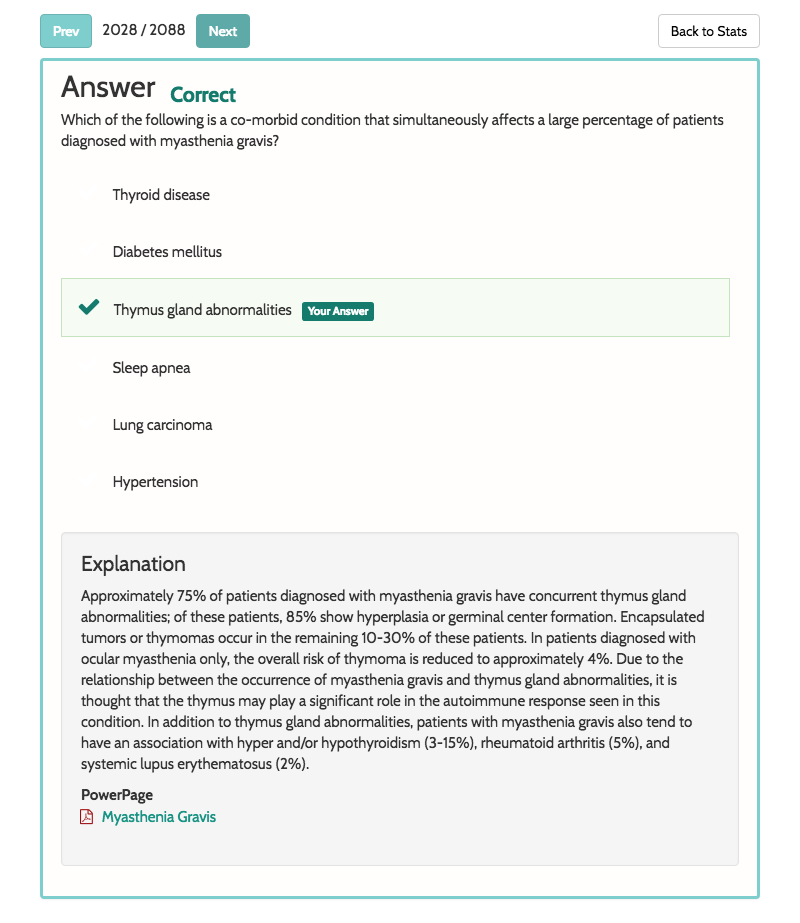 Prev 2028 / 2088 Next Back to Stats
Answer Correct
Which of the following is a co-morbid condition that simultaneously affects a large percentage of patients
diagnosed with myasthenia gravis?
Thyroid disease
Diabetes mellitus
Thymus gland abnormalities Your Answer
Sleep apnea
Lung carcinoma
Hypertension
Explanation
Approximately 75% of patients diagnosed with myasthenia gravis have concurrent thymus gland
abnormalities; of these patients, 85% show hyperplasia or germinal center formation. Encapsulated
tumors or thymomas occur in the remaining 10-30% of these patients. In patients diagnosed with
ocular myasthenia only, the overall risk of thymoma is reduced to approximately 4%. Due to the
relationship between the occurrence of myasthenia gravis and thymus gland abnormalities, it is
thought that the thymus may play a significant role in the autoimmune response seen in this
condition. In addition to thymus gland abnormalities, patients with myasthenia gravis also tend to
have an association with hyper and/or hypothyroidism (3-15%), rheumatoid arthritis (5%), and
systemic lupus erythematosus (2%).
PowerPage
Myasthenia Gravis